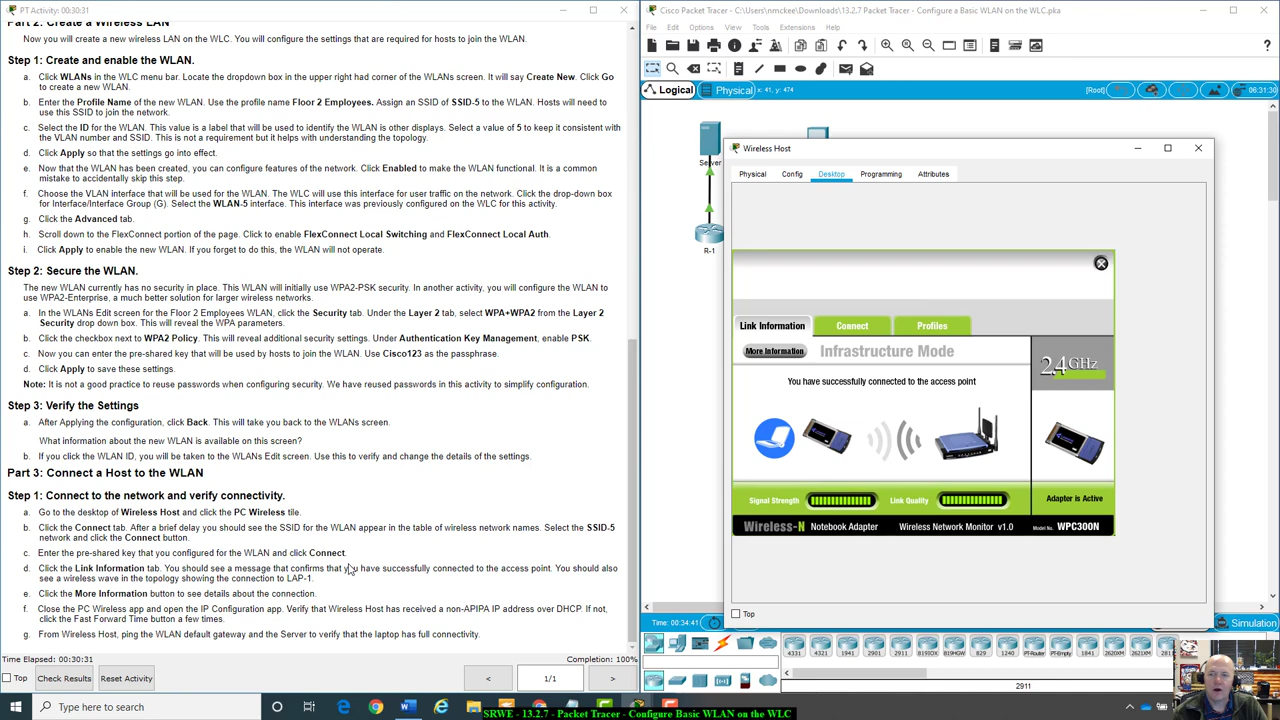 PT Activity: 00:30:31
Part 2: Create a Wireless LAN
Now you will create a new wireless LAN on the WLC. You will configure the settings that are required for hosts to join the WLAN.
Step 1: Create and enable the WLAN.
a. Click WLANs in the WLC menu bar. Locate the dropdown box in the upper right had corner of the WLANs screen. It will say Create New. Click Go
to create a new WLAN.
b. Enter the Profile Name of the new WLAN. Use the profile name Floor 2 Employees. Assign an SSID of SSID-5 to the WLAN. Hosts will need to
use this SSID to join the network.
c. Select the ID for the WLAN. This value is a label that will be used to identify the WLAN is other displays. Select a value of 5 to keep it consistent with
the VLAN number and SSID. This is not a requirement but it helps with understanding the topology.
d. Click Apply so that the settings go into effect.
e. Now that the WLAN has been created, you can configure features of the network. Click Enabled to make the WLAN functional. It is a common
mistake to accidentally skip this step.
f. Choose the VLAN interface that will be used for the WLAN. The WLC will use this interface for user traffic on the network. Click the drop-down box
for Interface/Interface Group (G). Select the WLAN-5 interface. This interface was previously configured on the WLC for this activity.
g. Click the Advanced tab.
h. Scroll down to the FlexConnect portion of the page. Click to enable FlexConnect Local Switching and FlexConnect Local Auth.
i. Click Apply to enable the new WLAN. If you forget to do this, the WLAN will not operate.
Step 2: Secure the WLAN.
The new WLAN currently has no security in place. This WLAN will initially use WPA2-PSK security. In another activity, you will configure the WLAN to
use WPA2-Enterprise, a much better solution for larger wireless networks.
a. In the WLANs Edit screen for the Floor 2 Employees WLAN, click the Security tab. Under the Layer 2 tab, select WPA+WPA2 from the Layer 2
Security drop down box. This will reveal the WPA parameters.
b. Click the checkbox next to WPA2 Policy. This will reveal additional security settings. Under Authentication Key Management, enable PSK.
c. Now you can enter the pre-shared key that will be used by hosts to join the WLAN. Use Cisco123 as the passphrase.
d. Click Apply to save these settings.
Note: It is not a good practice to reuse passwords when configuring security. We have reused passwords in this activity to simplify configuration.
Step 3: Verify the Settings
a. After Applying the configuration, click Back. This will take you back to the WLANs screen.
What information about the new WLAN is available on this screen?
b. If you click the WLAN ID, you will be taken to the WLANs Edit screen. Use this to verify and change the details of the settings.
Part 3: Connect a Host to the WLAN
Step 1: Connect to the network and verify connectivity.
a. Go to the desktop of Wireless Host and click the PC Wireless tile.
b. Click the Connect tab. After a brief delay you should see the SSID for the WLAN appear in the table of wireless network names. Select the SSID-5
network and click the Connect button.
c. Enter the pre-shared key that you configured for the WLAN and click Connect.
d. Click the Link Information tab. You should see a message that confirms that you have successfully connected to the access point. You should also
see a wireless wave in the topology showing the connection to LAP-1.
e. Click the More Information button to see details about the connection.
f. Close the PC Wireless app and open the IP Configuration app. Verify that Wireless Host has received a non-APIPA IP address over DHCP. If not,
click the Fast Forward Time button a few times.
g. From Wireless Host, ping the WLAN default gateway and the Server to verify that the laptop has full connectivity.
Time Elapsed: 00:30:31 Completion: 100%
Top Check Results Reset Activity < 1/1 >
Cisco Packet Tracer - C:\Users\nmckee\Downloads\13.2.7 Packet Tracer - Configure a Basic WLAN on the WLC.pka
File Edit Options View Tools Extensions Help
Logical Physical x: 41, y: 474 [Root] 06:31:30
Server
R-1
Wireless Host
Physical Config Desktop Programming Attributes
Link Information Connect Profiles
More Information Infrastructure Mode
2.4GHz
You have successfully connected to the access point
Signal Strength Link Quality Adapter is Active
Wireless-N Notebook Adapter Wireless Network Monitor v1.0 Model No. WPC300N
Top
Time: 00:34:41 Simulation
4331 4321 1941 2901 2911 819IOX 819HGW 829 1240 PT-Router PT-Empty 1841 2620XM 2621XM 2811
2911
Type here to search
SRWE - 13.2.7 - Packet Tracer - Configure Basic WLAN on the WLC